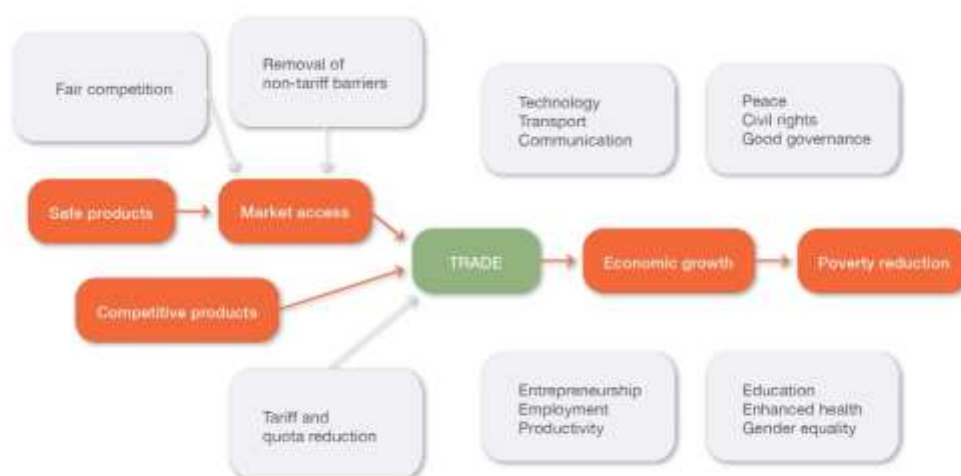 Fair competition
Removal of
non-tariff barriers
Technology
Transport
Communication
Peace
Civil rights
Good governance
Safe products
Market access
TRADE
Economic growth
Poverty reduction
Competitive products
Tariff and
quota reduction
Entrepreneurship
Employment
Productivity
Education
Enhanced health
Gender equality